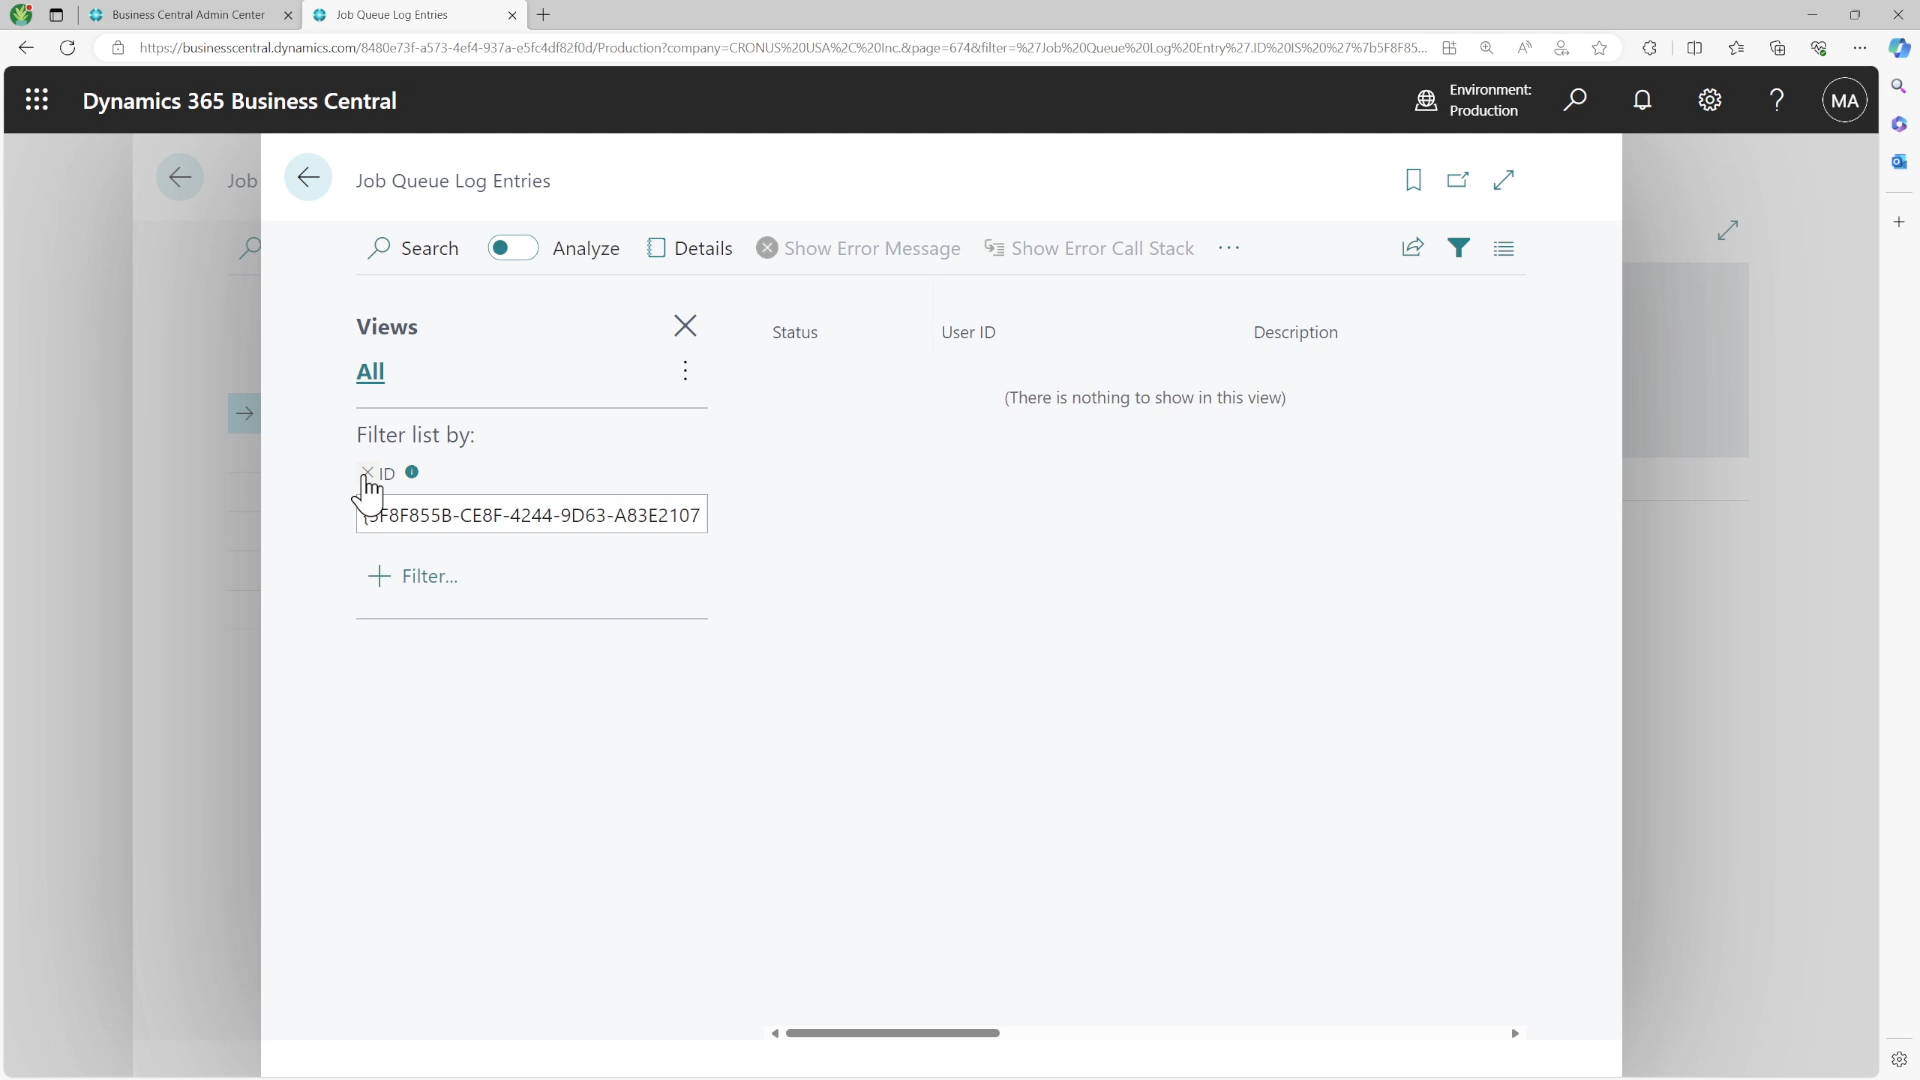 Business Central Admin Center
Job Queue Log Entries
https://businesscentral.dynamics.com/8480e73f-a573-4ef4-937a-e5fc4df82f0d/Production?company=CRONUS%20USA%2C%20Inc.&page=674&filter=%27Job%20Queue%20Log%20Entry%27.ID%20IS%20%27%7b5F8F85...
Dynamics 365 Business Central
Environment:
Production
MA
Job
Job Queue Log Entries
Search
Analyze
Details
Show Error Message
Show Error Call Stack
Views
Status
User ID
Description
All
(There is nothing to show in this view)
Filter list by:
ID
F8F855B-CE8F-4244-9D63-A83E2107
Filter...